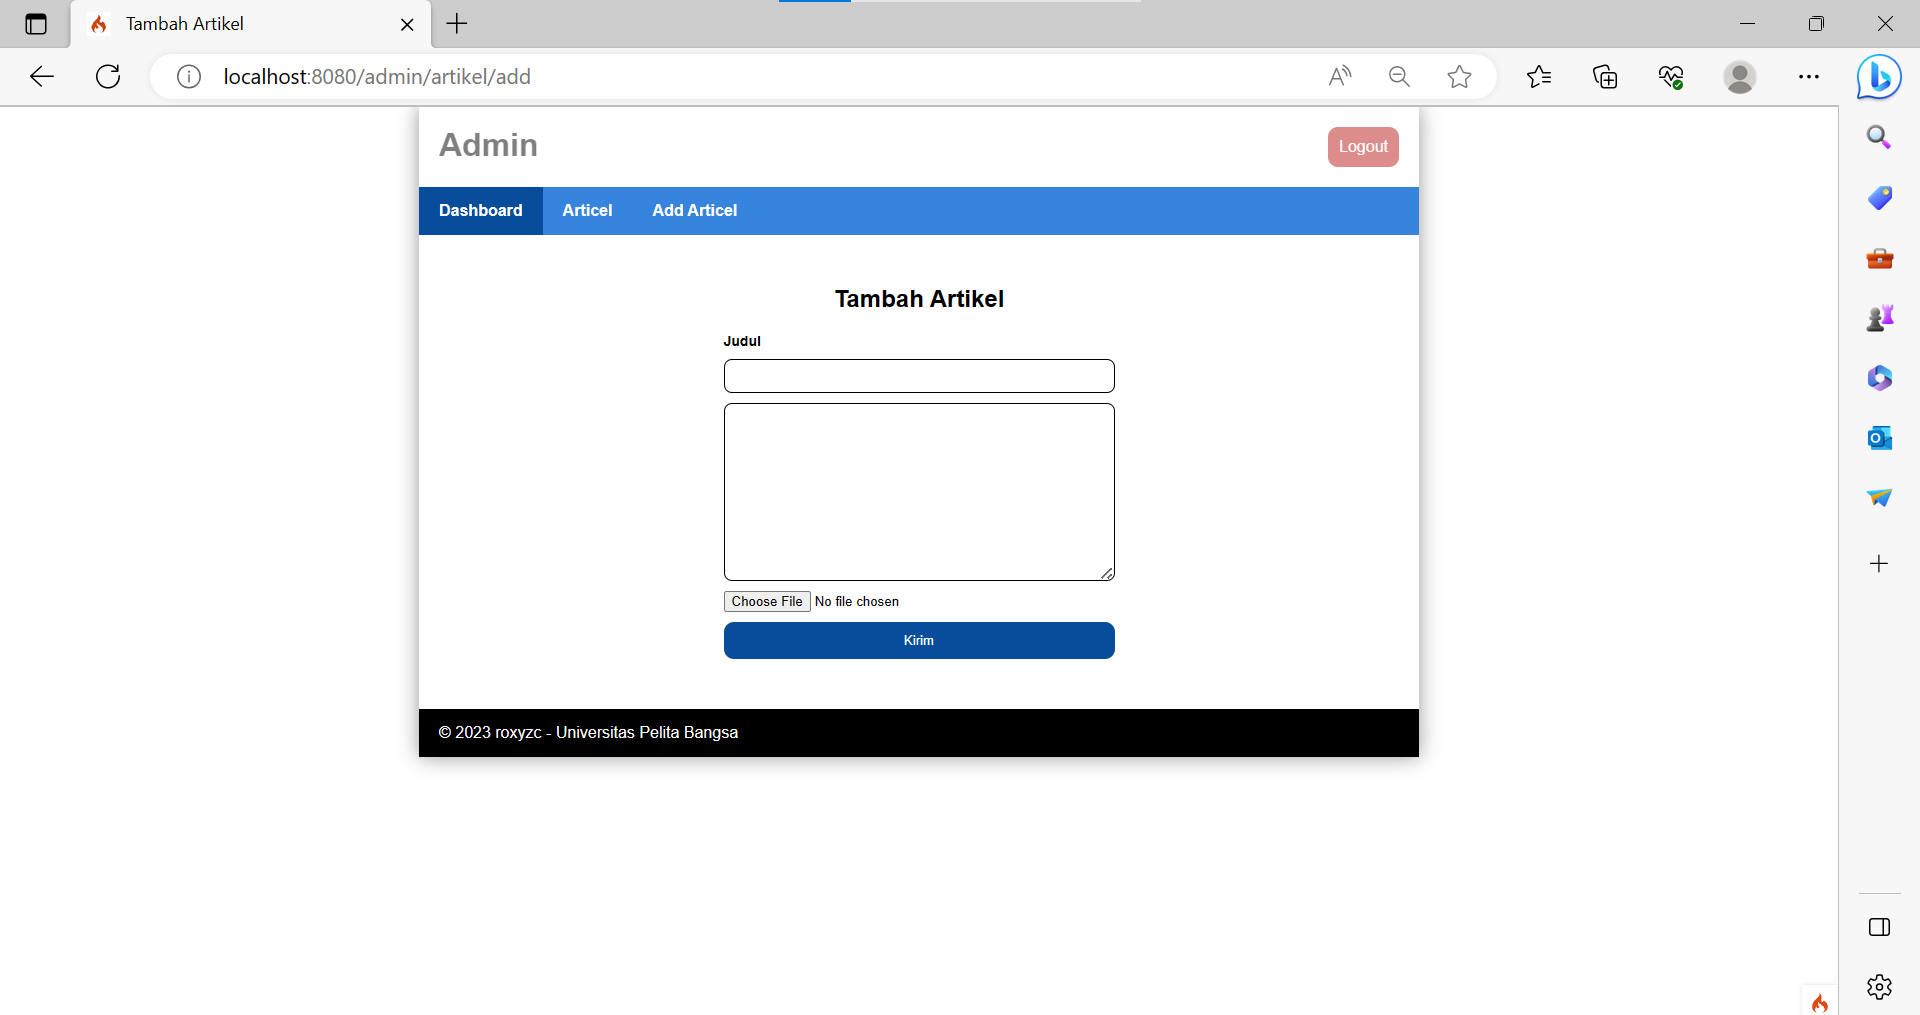 Tambah Artikel
localhost:8080/admin/artikel/add
Admin
Logout
Dashboard Articel Add Articel
Tambah Artikel
Judul
Choose File No file chosen
Kirim
© 2023 roxyzc - Universitas Pelita Bangsa